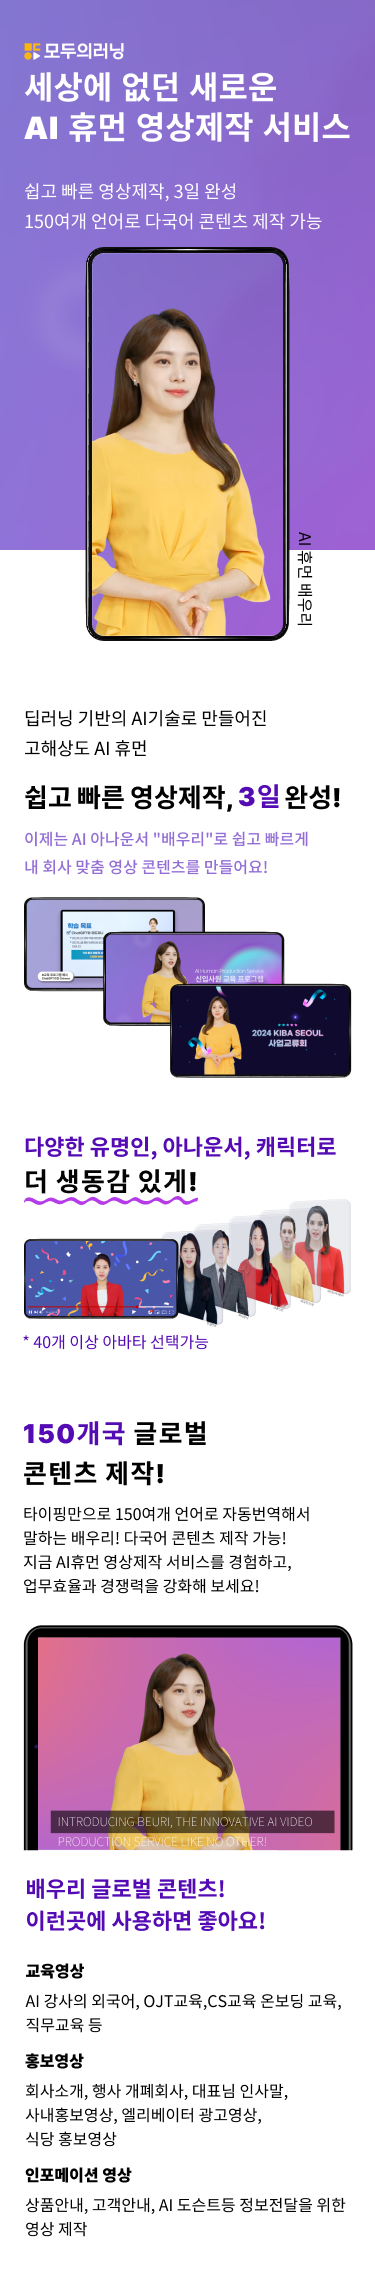 모두의러닝
세상에 없던 새로운
AI 휴먼 영상제작 서비스
쉽고 빠른 영상제작, 3일 완성
150여개 언어로 다국어 콘텐츠 제작 가능
AI 휴먼 배우리
딥러닝 기반의 AI기술로 만들어진
고해상도 AI 휴먼
쉽고 빠른 영상제작, 3일 완성!
이제는 AI 아나운서 "배우리"로 쉽고 빠르게
내 회사 맞춤 영상 콘텐츠를 만들어요!
학습 목표
AI Human Production Service
신입사원 교육 프로그램
2024 KIBA SEOUL
사업교류회
다양한 유명인, 아나운서, 캐릭터로
더 생동감 있게!
* 40개 이상 아바타 선택가능
150개국 글로벌
콘텐츠 제작!
타이핑만으로 150여개 언어로 자동번역해서
말하는 배우리! 다국어 콘텐츠 제작 가능!
지금 AI휴먼 영상제작 서비스를 경험하고,
업무효율과 경쟁력을 강화해 보세요!
INTRODUCING BEURI, THE INNOVATIVE AI VIDEO
PRODUCTION SERVICE LIKE NO OTHER!
배우리 글로벌 콘텐츠!
이런곳에 사용하면 좋아요!
교육영상
AI 강사의 외국어, OJT교육,CS교육 온보딩 교육,
직무교육 등
홍보영상
회사소개, 행사 개폐회사, 대표님 인사말,
사내홍보영상, 엘리베이터 광고영상,
식당 홍보영상
인포메이션 영상
상품안내, 고객안내, AI 도슨트등 정보전달을 위한
영상 제작